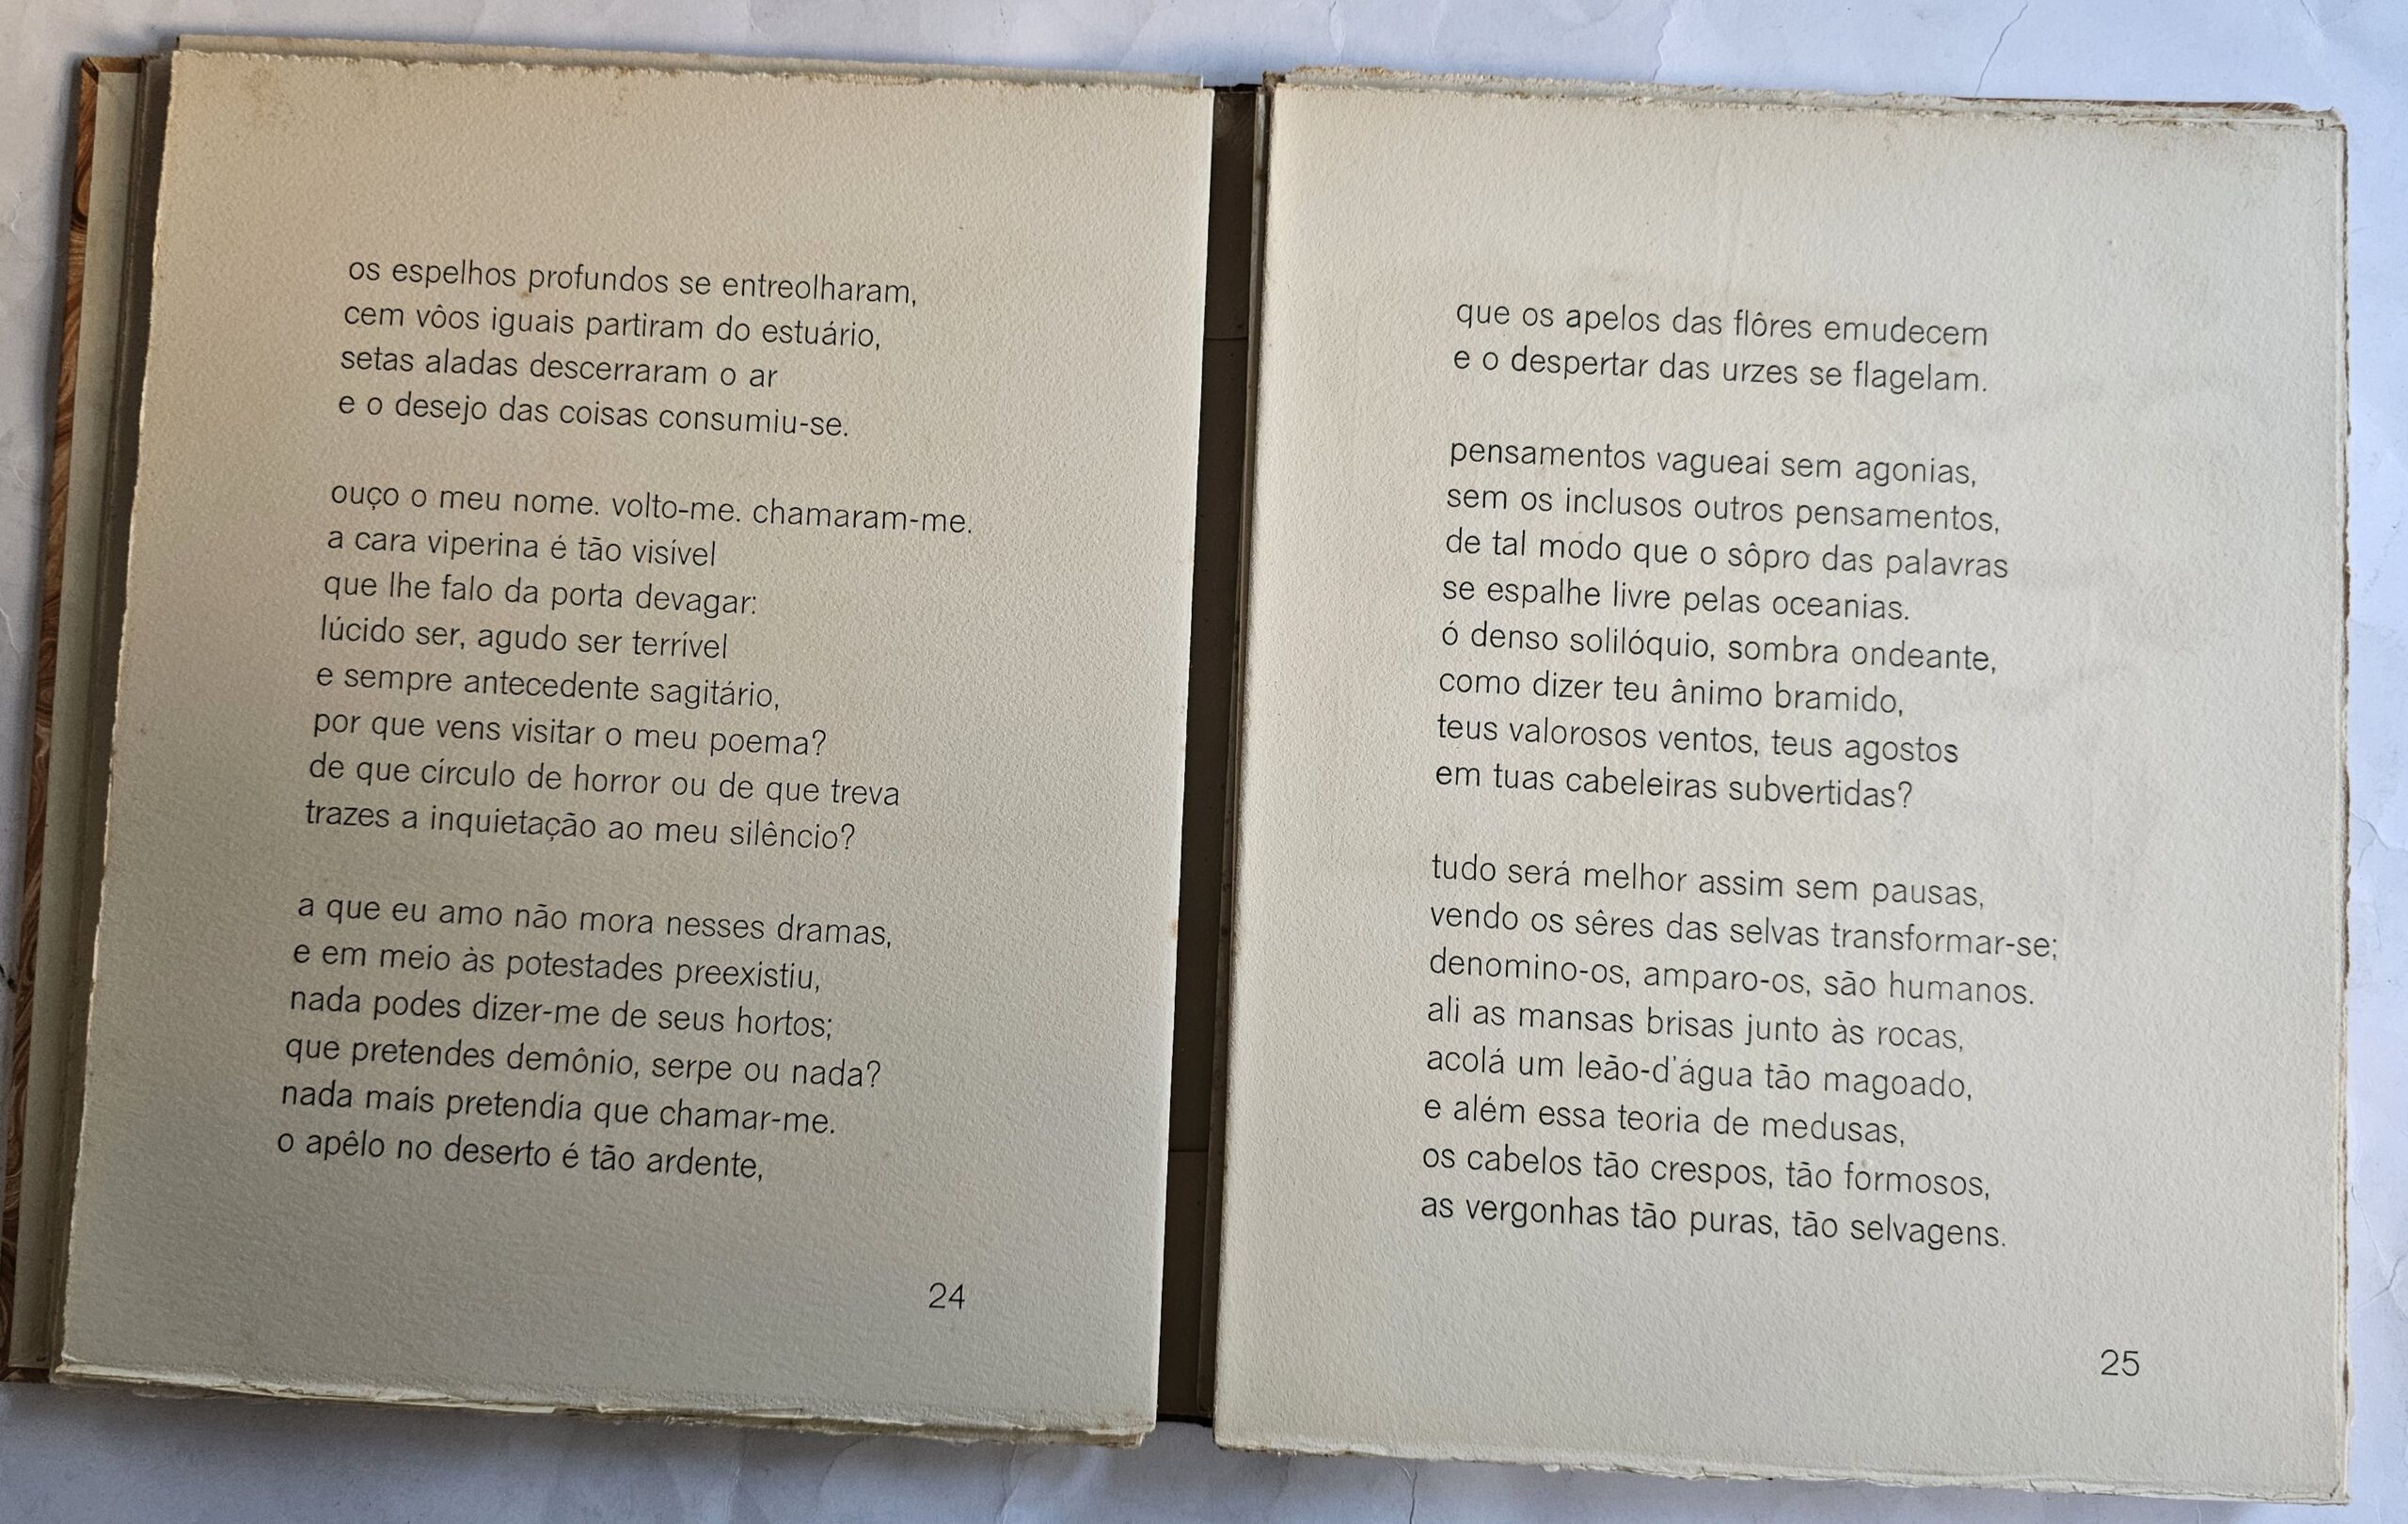 os espelhos profundos se entreolharam,
cem vôos iguais partiram do estuário,
setas aladas descerraram o ar
e o desejo das coisas consumiu-se.
ouço o meu nome. volto-me. chamaram-me.
a cara viperina é tão visível
que lhe falo da porta devagar:
lúcido ser, agudo ser terrível
e sempre antecedente sagitário,
por que vens visitar o meu poema?
de que círculo de horror ou de que treva
trazes a inquietação ao meu silêncio?
a que eu amo não mora nesses dramas,
e em meio às potestades preexistiu,
nada podes dizer-me de seus hortos;
que pretendes demônio, serpe ou nada?
nada mais pretendia que chamar-me.
o apêlo no deserto é tão ardente,
24
que os apelos das flôres emudecem
e o despertar das urzes se flagelam.
pensamentos vagueai sem agonias,
sem os inclusos outros pensamentos,
de tal modo que o sôpro das palavras
se espalhe livre pelas oceanias.
ó denso solilóquio, sombra ondeante,
como dizer teu ânimo bramido,
teus valorosos ventos, teus agostos
em tuas cabeleiras subvertidas?
tudo será melhor assim sem pausas,
vendo os sêres das selvas transformar-se;
denomino-os, amparo-os, são humanos.
ali as mansas brisas junto às rocas,
acolá um leão-d'água tão magoado,
e além essa teoria de medusas,
os cabelos tão crespos, tão formosos,
as vergonhas tão puras, tão selvagens.
25